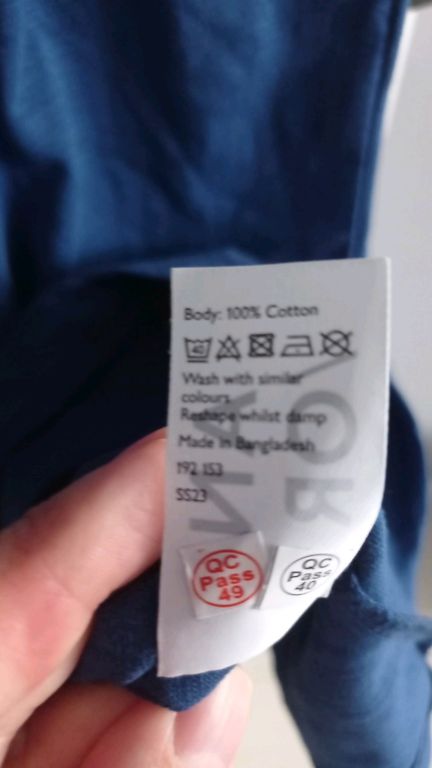 Body: 100% Cotton
40
Wash with similar
colours
Reshape whilst damp
Made in Bangladesh
192 153
SS23
QC
Pass
49
QC
Pass
40